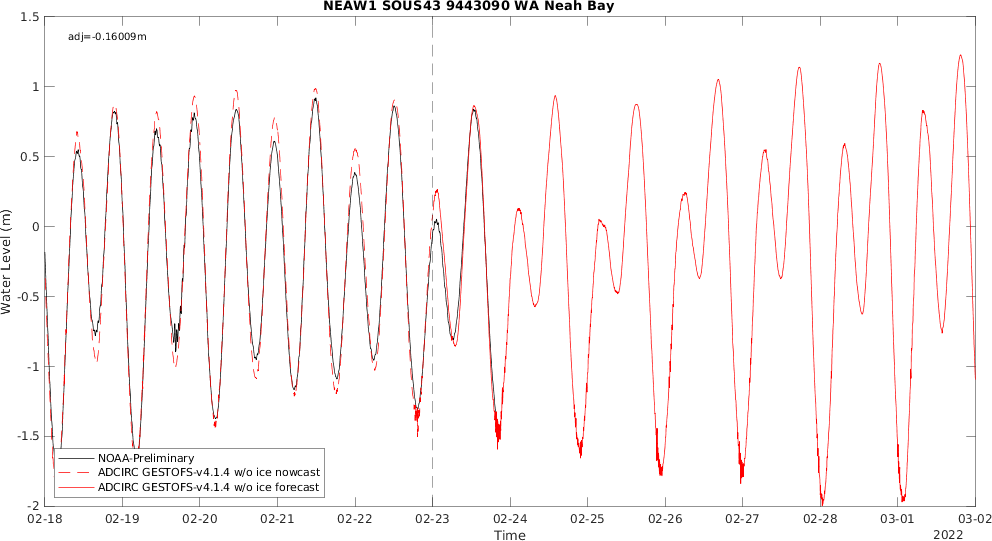 NEAW1 SOUS43 9443090 WA Neah Bay
adj=-0.16009m
1.5
1
0.5
0
-0.5
-1
-1.5
-2
Water Level (m)
NOAA-Preliminary
ADCIRC GESTOFS-v4.1.4 w/o ice nowcast
ADCIRC GESTOFS-v4.1.4 w/o ice forecast
02-18 02-19 02-20 02-21 02-22 02-23 02-24 02-25 02-26 02-27 02-28 03-01 03-02
Time
2022